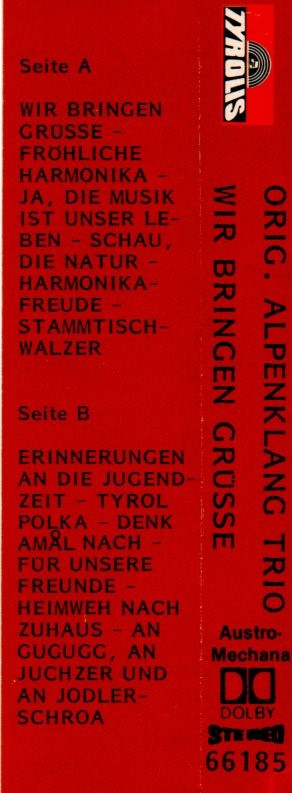 Seite A
WIR BRINGEN
GRÜSSE -
FRÖHLICHE
HARMONIKA -
JA, DIE MUSIK
IST UNSER LE-
BEN - SCHAU,
DIE NATUR -
HARMONIKA-
FREUDE -
STAMMTISCH-
WALZER
Seite B
ERINNERUNGEN
AN DIE JUGEND-
ZEIT - TYROL
POLKA - DENK
AMÅL NACH -
FÜR UNSERE
FREUNDE -
HEIMWEH NACH
ZUHAUS - AN
GUGUGG, AN
JUCHZER UND
AN JODLER-
SCHROA
TYROLIS
ORIG. ALPENKLANG TRIO
WIR BRINGEN GRÜSSE
Austro-
Mechana
DOLBY
STEREO
66185